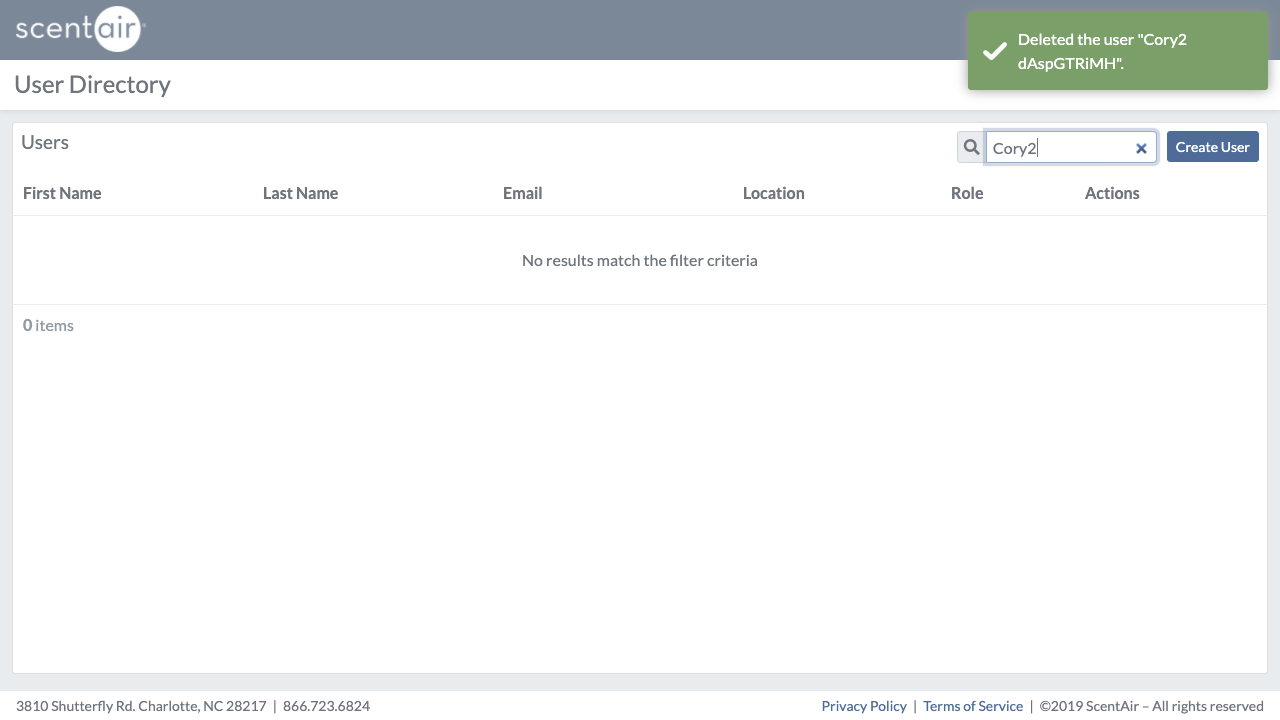 scentair
Deleted the user "Cory2
dAspGTRiMH".
User Directory
Users
Cory2
Create User
First Name Last Name Email Location Role Actions
No results match the filter criteria
0 items
3810 Shutterfly Rd. Charlotte, NC 28217 | 866.723.6824
Privacy Policy | Terms of Service | ©2019 ScentAir – All rights reserved